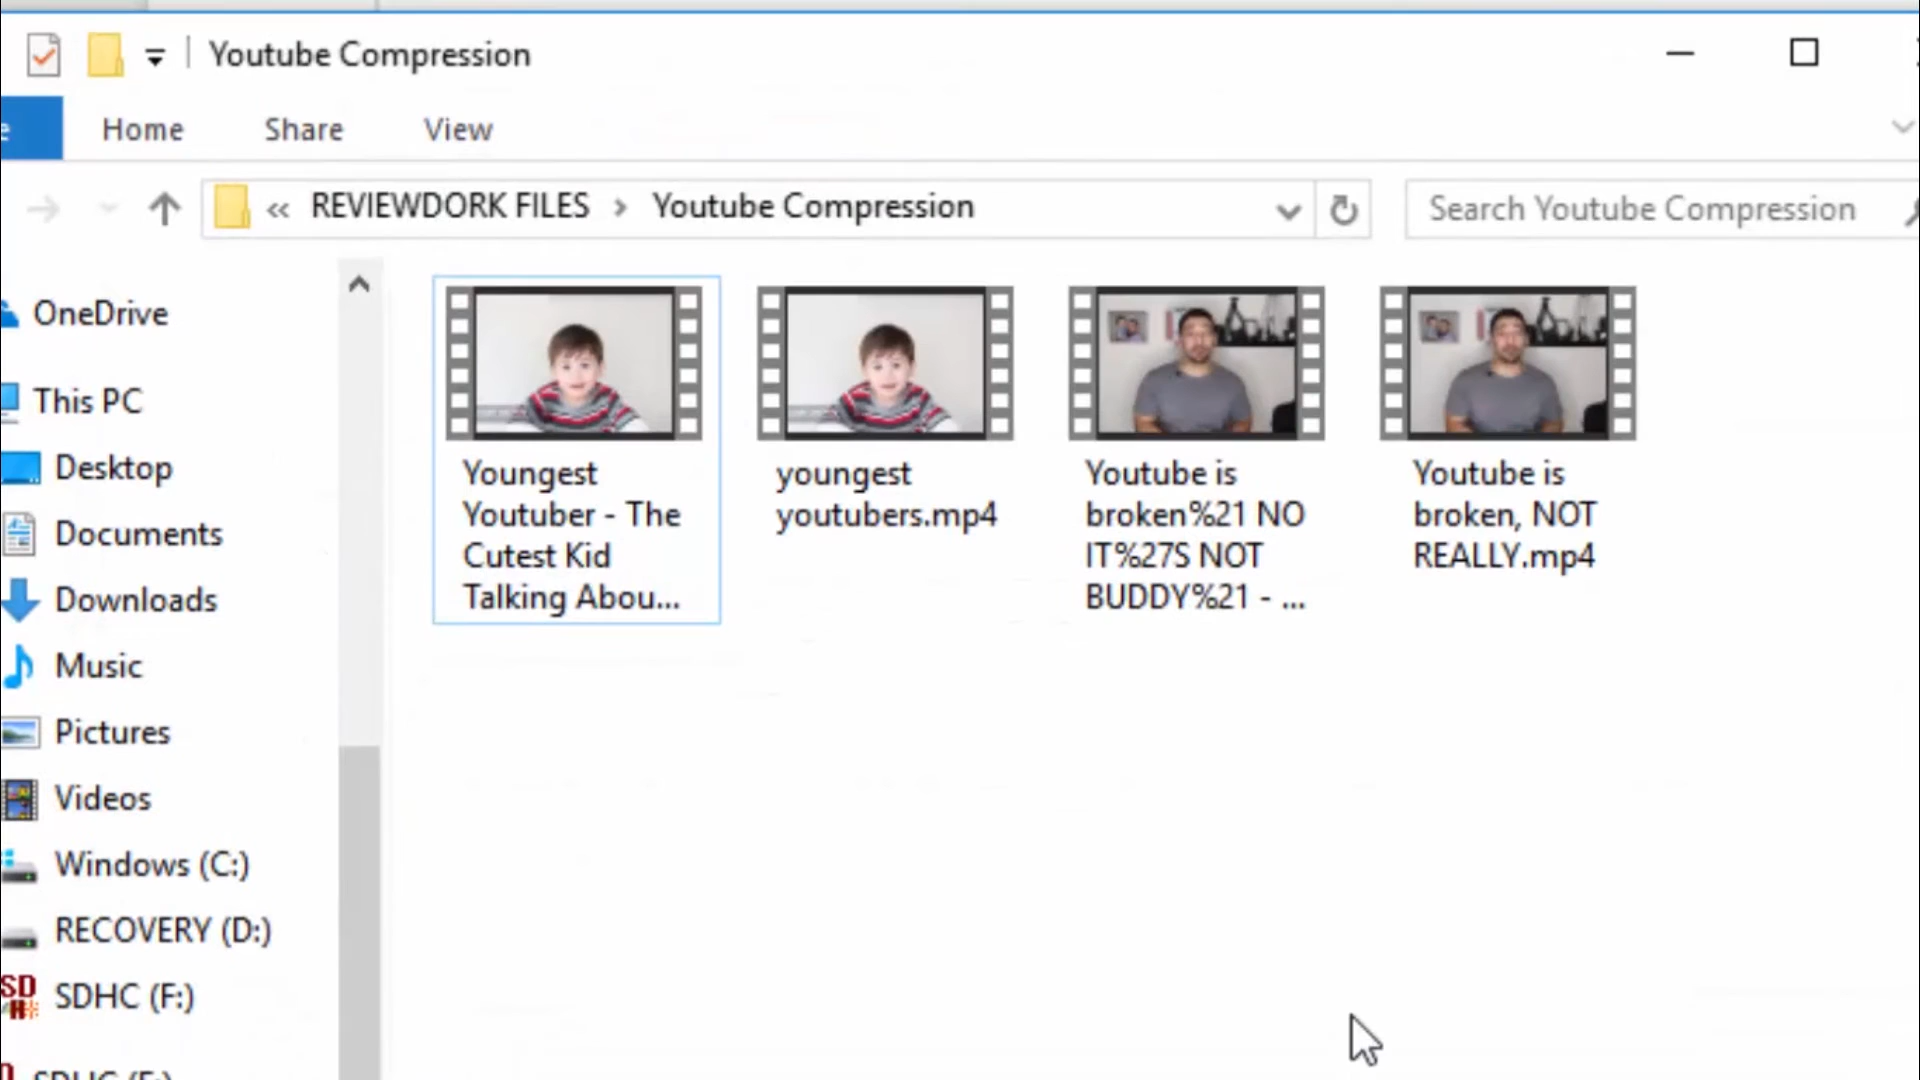 Youtube Compression
Home Share View
« REVIEWDORK FILES > Youtube Compression
Search Youtube Compression
OneDrive
This PC
Desktop
Documents
Downloads
Music
Pictures
Videos
Windows (C:)
RECOVERY (D:)
SDHC (F:)
Youngest
Youtuber - The
Cutest Kid
Talking Abou...
youngest
youtubers.mp4
Youtube is
broken%21 NO
IT%27S NOT
BUDDY%21 - ...
Youtube is
broken, NOT
REALLY.mp4